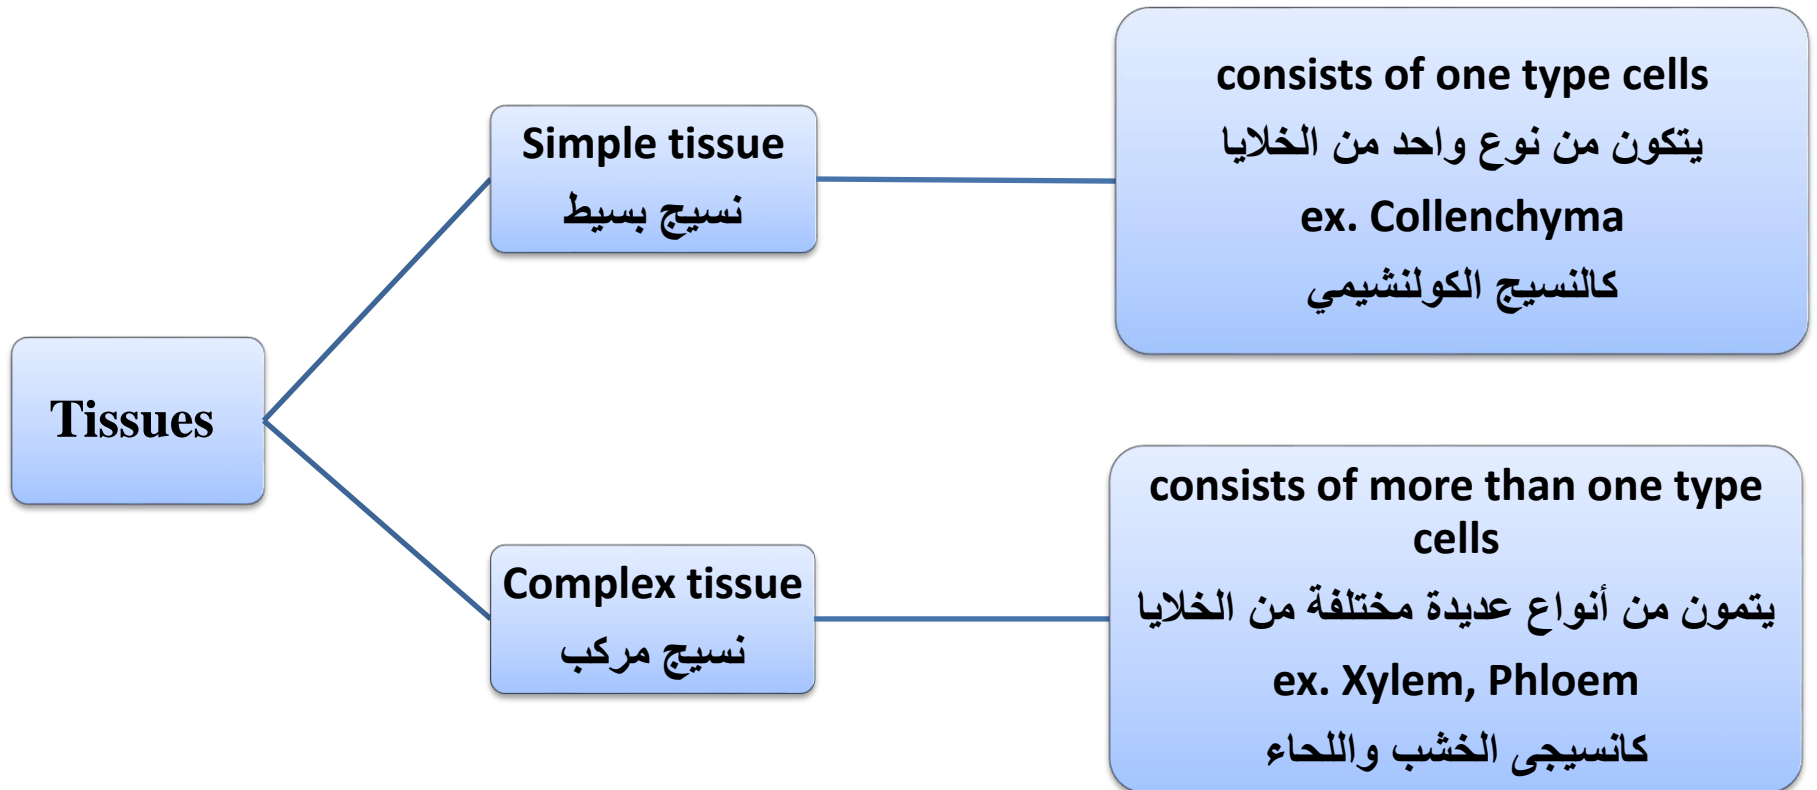 Tissues
Simple tissue
نسيج بسيط
consists of one type cells
يتكون من نوع واحد من الخلايا
ex. Collenchyma
كالنسيج الكولنشيمي
Complex tissue
نسيج مركب
consists of more than one type
cells
يتمون من أنواع عديدة مختلفة من الخلايا
ex. Xylem, Phloem
كانسيجى الخشب واللحاء